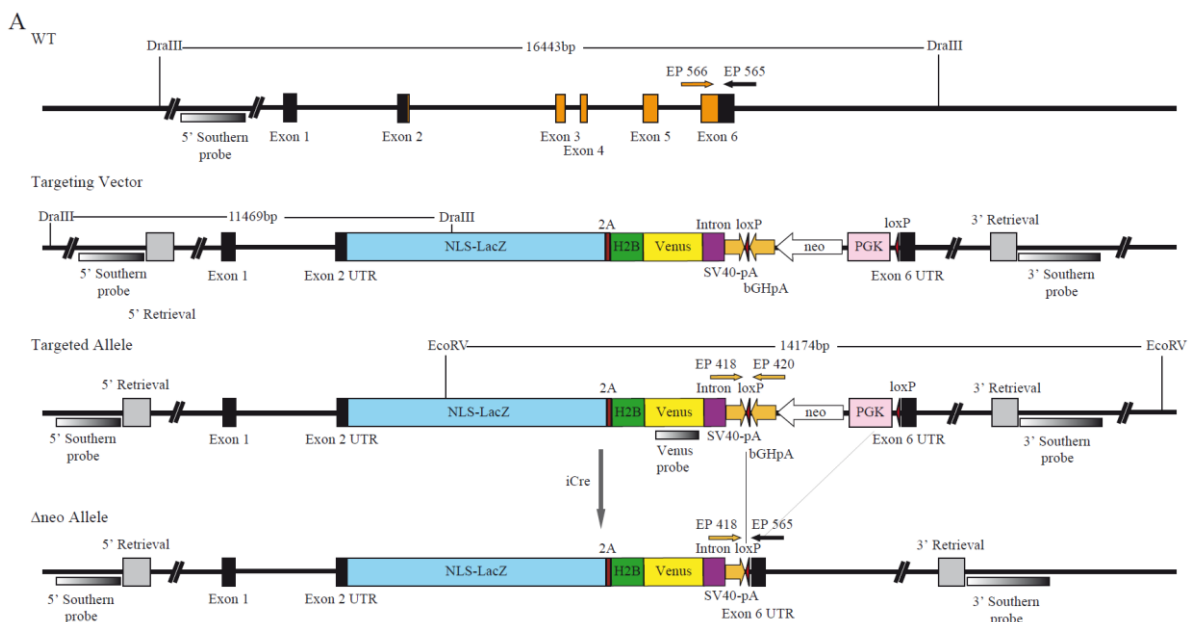 A
WT
DraIII
16443bp
DraIII
EP 566
EP 565
5’ Southern
probe
Exon 1
Exon 2
Exon 3
Exon 4
Exon 5
Exon 6
Targeting Vector
DraIII
11469bp
DraIII
2A
Intron
loxP
loxP
3’ Retrieval
NLS-LacZ
H2B
Venus
neo
PGK
5’ Southern
probe
Exon 1
Exon 2 UTR
SV40-pA
bGHpA
Exon 6 UTR
3’ Southern
probe
5’ Retrieval
Targeted Allele
EcoRV
14174bp
EcoRV
EP 418
EP 420
5’ Retrieval
2A
Intron
loxP
loxP
3’ Retrieval
NLS-LacZ
H2B
Venus
neo
PGK
5’ Southern
probe
Exon 1
Exon 2 UTR
Venus
probe
SV40-pA
bGHpA
Exon 6 UTR
3’ Southern
probe
iCre
Δneo Allele
EP 418
EP 565
5’ Retrieval
2A
Intron
loxP
3’ Retrieval
NLS-LacZ
H2B
Venus
5’ Southern
probe
Exon 1
Exon 2 UTR
SV40-pA
Exon 6 UTR
3’ Southern
probe